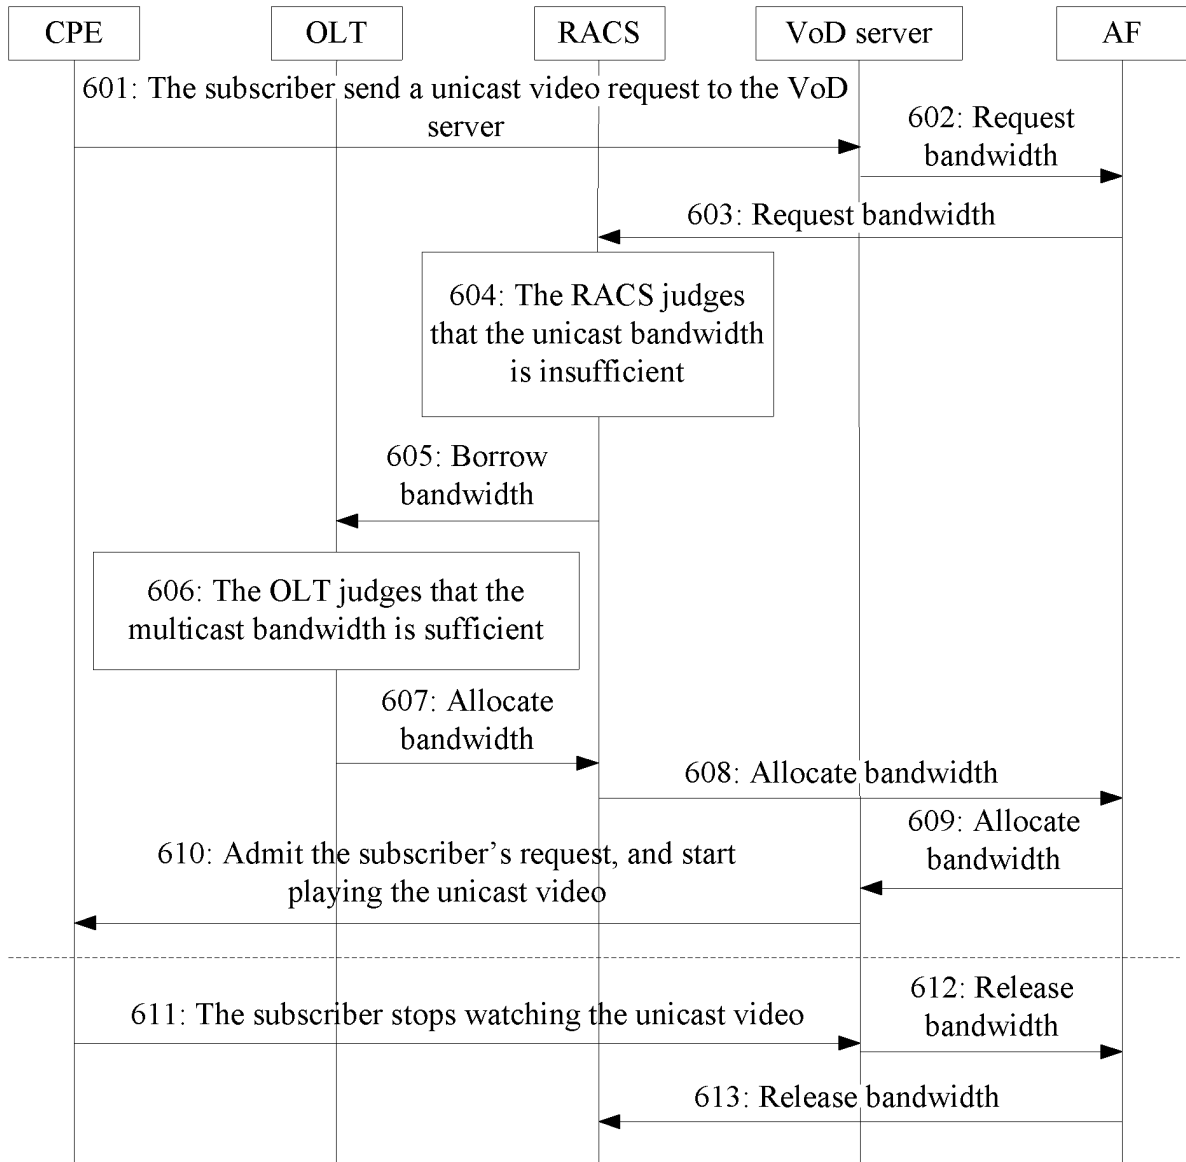 CPE
OLT
RACS
VoD server
AF
601: The subscriber send a unicast video request to the VoD
server
602: Request
bandwidth
603: Request bandwidth
604: The RACS judges
that the unicast bandwidth
is insufficient
605: Borrow
bandwidth
606: The OLT judges that the
multicast bandwidth is sufficient
607: Allocate
bandwidth
608: Allocate bandwidth
609: Allocate
bandwidth
610: Admit the subscriber’s request, and start
playing the unicast video
611: The subscriber stops watching the unicast video
612: Release
bandwidth
613: Release bandwidth